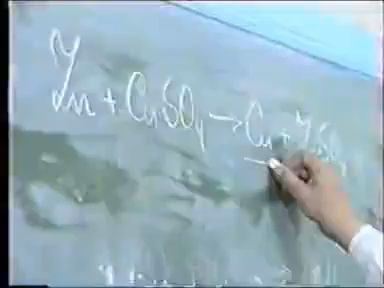 Zn + CuSO₄ → Cu + ZnSO₄